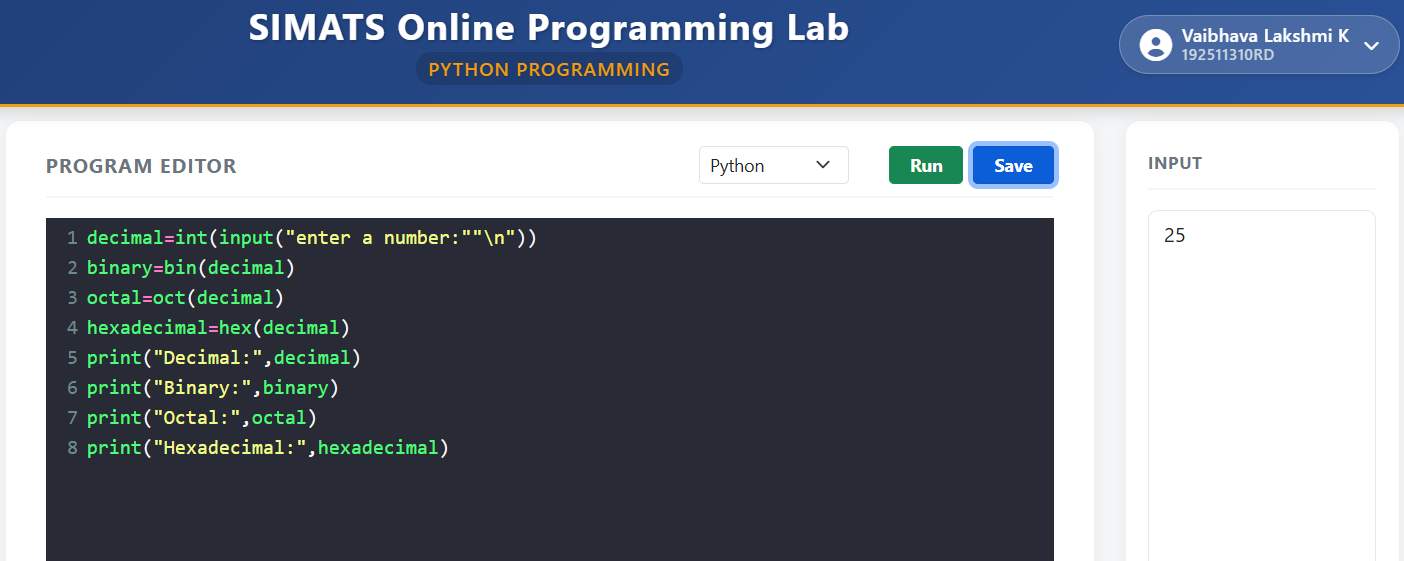 SIMATS Online Programming Lab
PYTHON PROGRAMMING
Vaibhava Lakshmi K
192511310RD
PROGRAM EDITOR
Python
Run
Save
INPUT
1 decimal=int(input("enter a number:""\n"))
2 binary=bin(decimal)
3 octal=oct(decimal)
4 hexadecimal=hex(decimal)
5 print("Decimal:",decimal)
6 print("Binary:",binary)
7 print("Octal:",octal)
8 print("Hexadecimal:",hexadecimal)
25